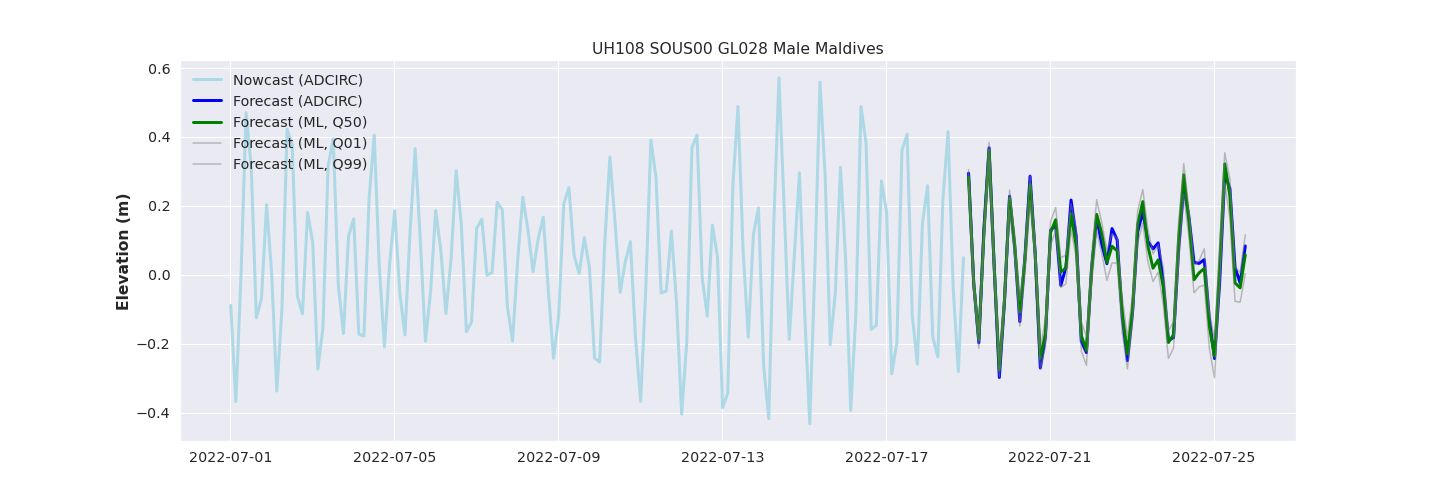 UH108 SOUS00 GL028 Male Maldives
0.6
0.4
0.2
0.0
−0.2
−0.4
Elevation (m)
Nowcast (ADCIRC)
Forecast (ADCIRC)
Forecast (ML, Q50)
Forecast (ML, Q01)
Forecast (ML, Q99)
2022-07-01 2022-07-05 2022-07-09 2022-07-13 2022-07-17 2022-07-21 2022-07-25